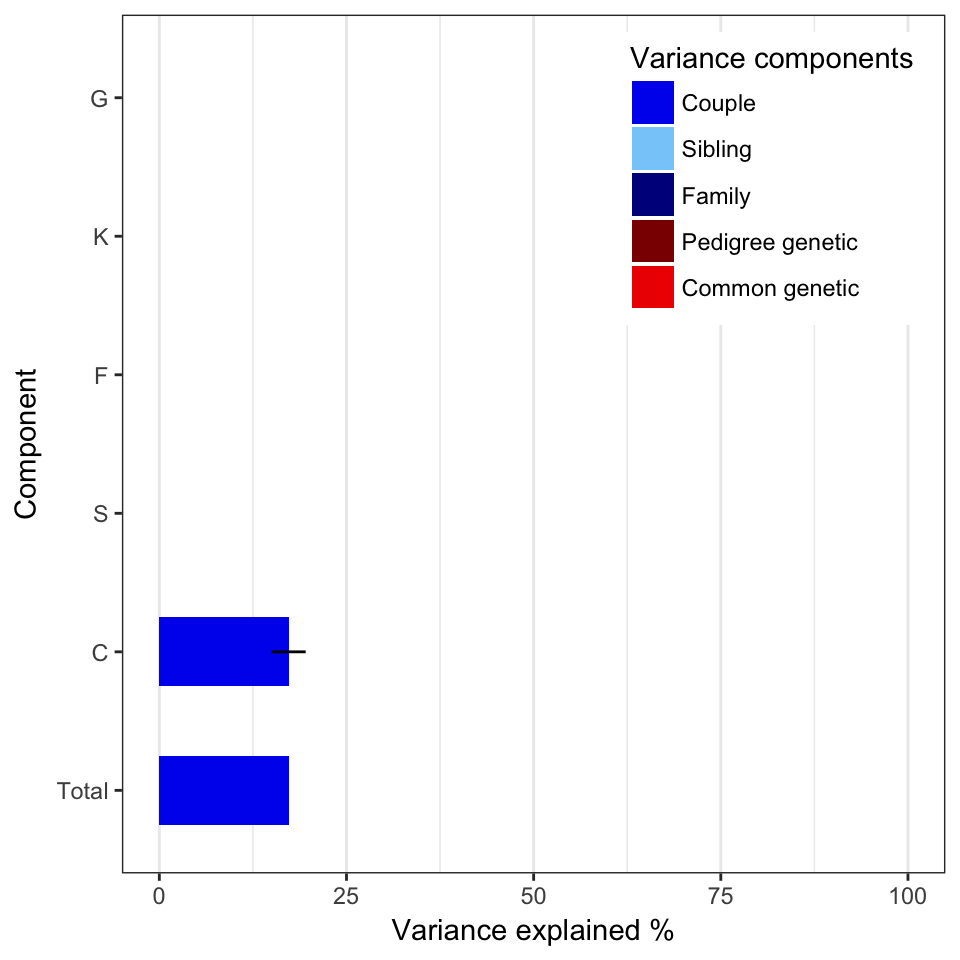 Variance components
Couple
Sibling
Family
Pedigree genetic
Common genetic
Component
G
K
F
S
C
Total
0 25 50 75 100
Variance explained %